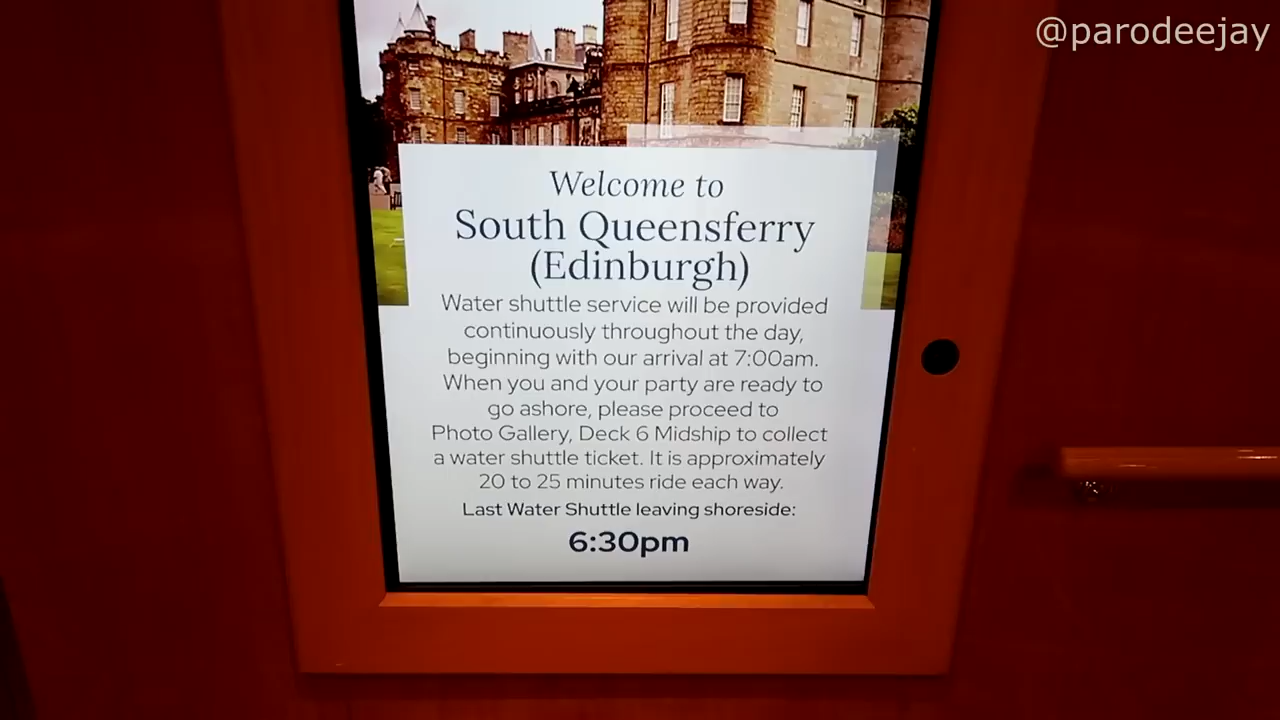 @parodeejay
Welcome to
South Queensferry
(Edinburgh)
Water shuttle service will be provided
continuously throughout the day,
beginning with our arrival at 7:00am.
When you and your party are ready to
go ashore, please proceed to
Photo Gallery, Deck 6 Midship to collect
a water shuttle ticket. It is approximately
20 to 25 minutes ride each way.
Last Water Shuttle leaving shoreside:
6:30pm